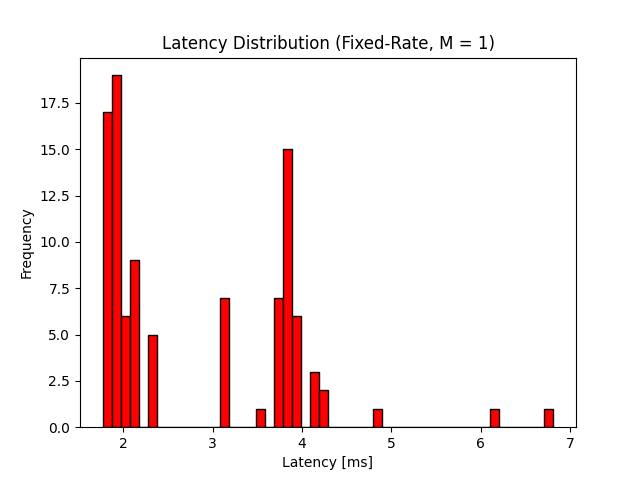 Latency Distribution (Fixed-Rate, M = 1)
17.5
15.0
12.5
10.0
7.5
5.0
2.5
0.0
Frequency
2 3 4 5 6 7
Latency [ms]